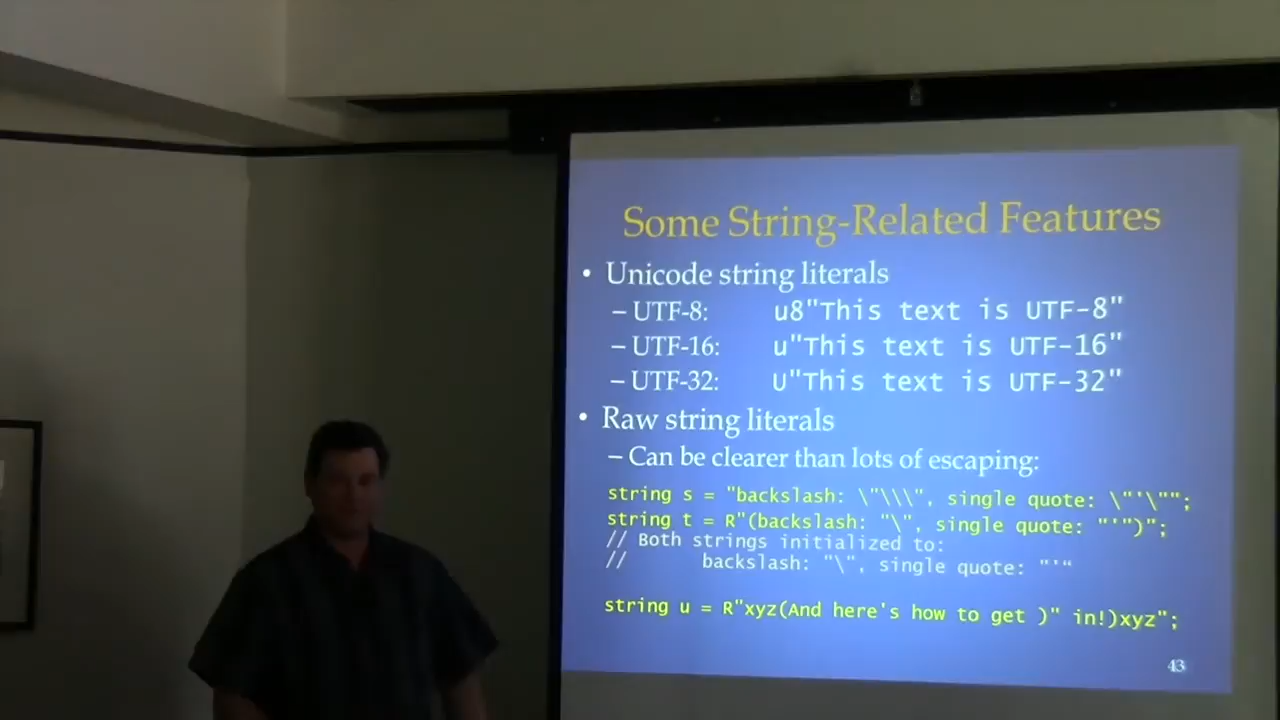 Some String-Related Features
• Unicode string literals
– UTF-8: u8"This text is UTF-8"
– UTF-16: u"This text is UTF-16"
– UTF-32: U"This text is UTF-32"
• Raw string literals
– Can be clearer than lots of escaping:
string s = "backslash: \"\\\", single quote: \"'\"";
string t = R"(backslash: "\", single quote: "'")";
// Both strings initialized to:
// backslash: "\", single quote: "'"
string u = R"xyz(And here's how to get )" in!)xyz";
43